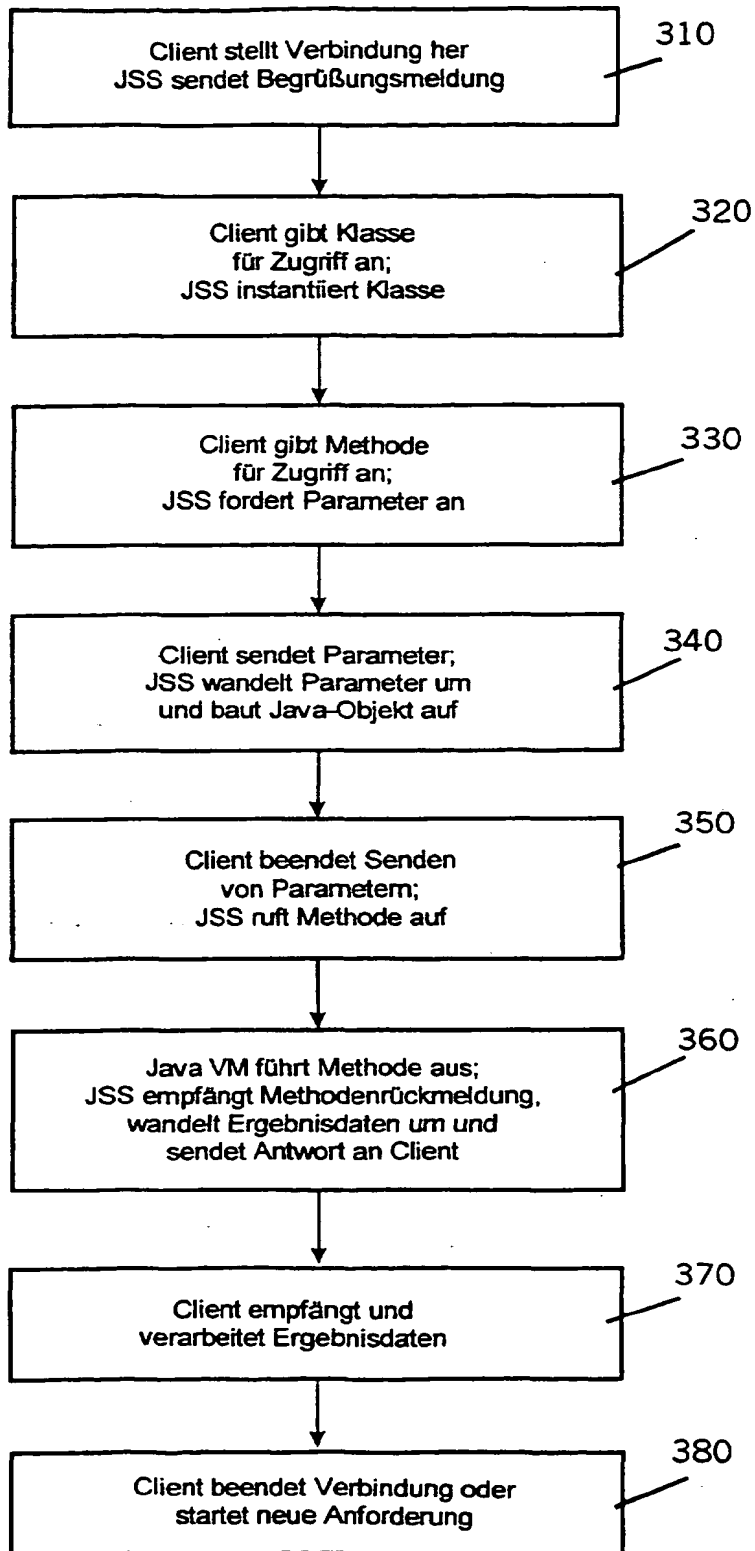 Client stellt Verbindung her
JSS sendet Begrüßungsmeldung
310
Client gibt Klasse
für Zugriff an;
JSS instantiiert Klasse
320
Client gibt Methode
für Zugriff an;
JSS fordert Parameter an
330
Client sendet Parameter;
JSS wandelt Parameter um
und baut Java-Objekt auf
340
Client beendet Senden
von Parametern;
JSS ruft Methode auf
350
Java VM führt Methode aus;
JSS empfängt Methodenrückmeldung,
wandelt Ergebnisdaten um und
sendet Antwort an Client
360
Client empfängt und
verarbeitet Ergebnisdaten
370
Client beendet Verbindung oder
startet neue Anforderung
380